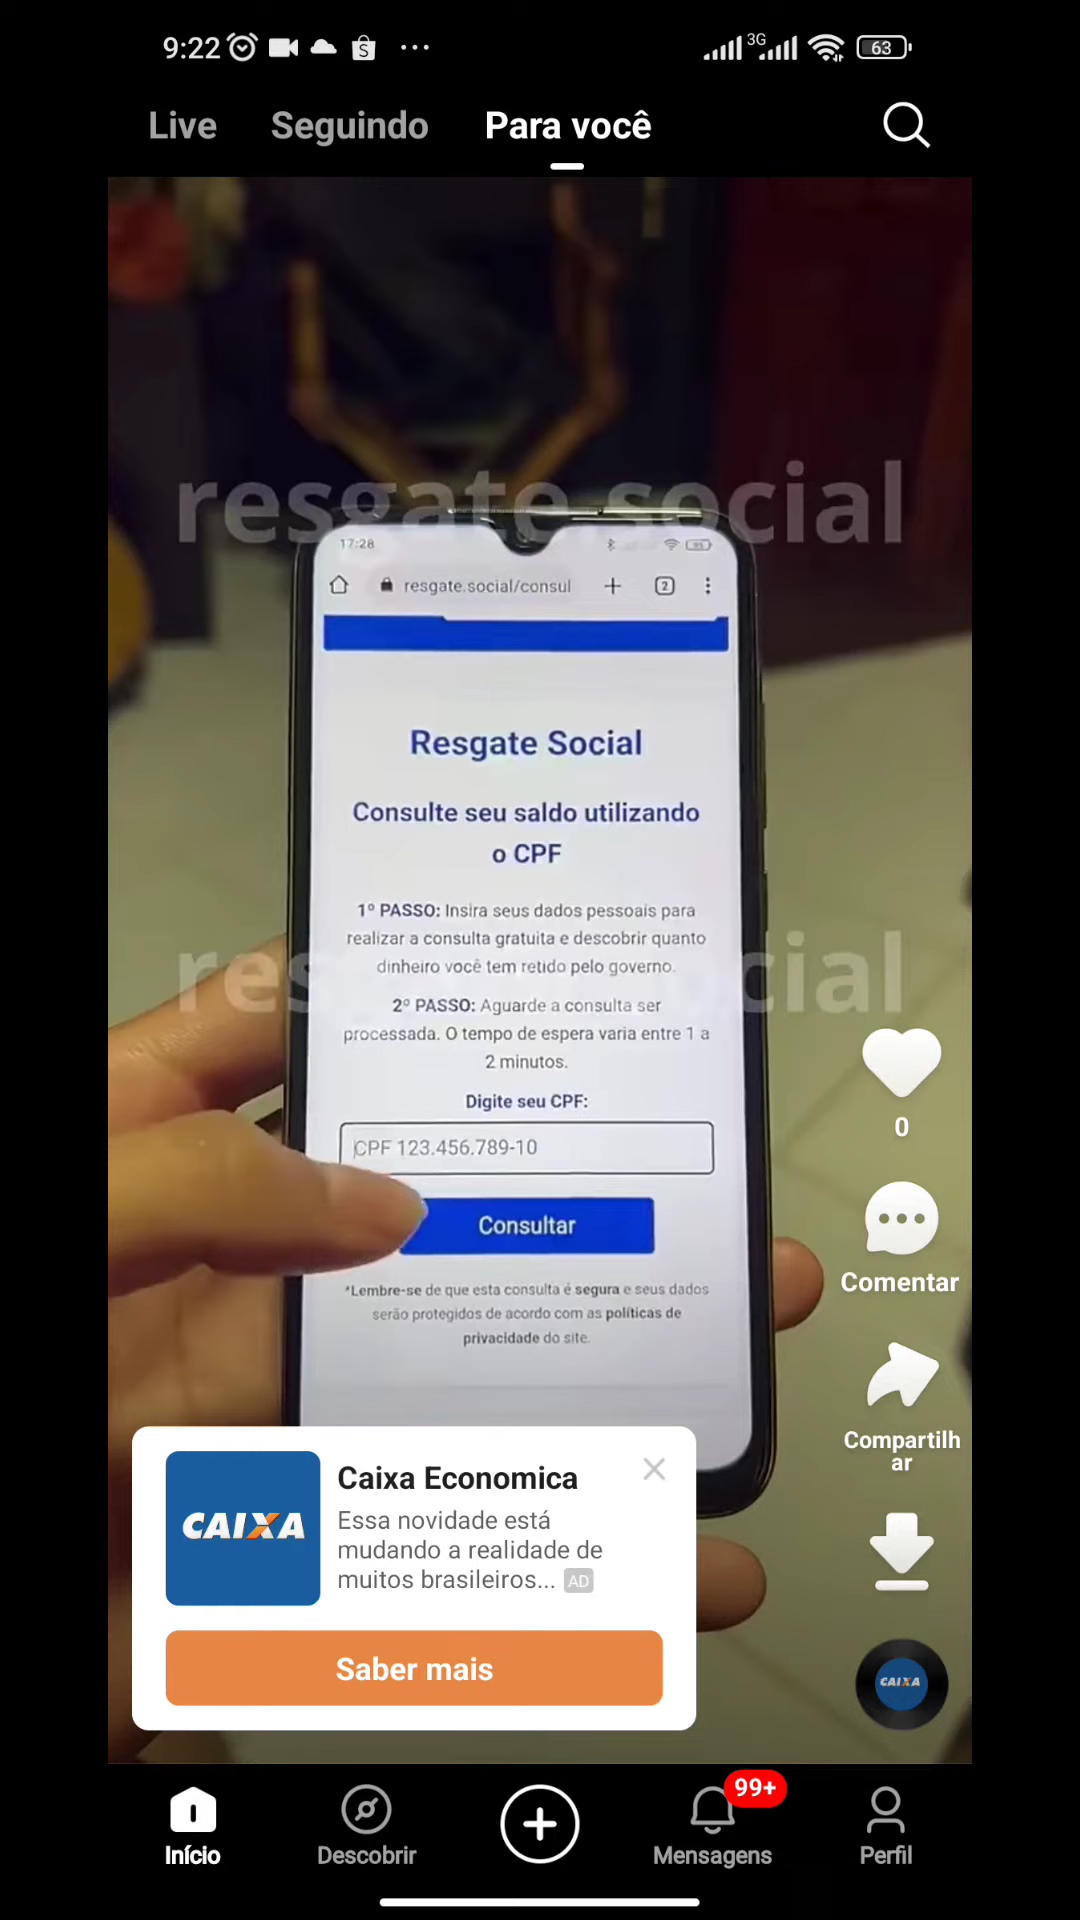 9:22
3G
63
Live Seguindo Para você
resgate.social
17:28
resgate.social/consul
2
Resgate Social
Consulte seu saldo utilizando
o CPF
1º PASSO: Insira seus dados pessoais para
realizar a consulta gratuita e descobrir quanto
dinheiro você tem retido pelo governo.
resgate.social
2º PASSO: Aguarde a consulta ser
processada. O tempo de espera varia entre 1 a
2 minutos.
Digite seu CPF:
CPF 123.456.789-10
Consultar
*Lembre-se de que esta consulta é segura e seus dados
serão protegidos de acordo com as políticas de
privacidade do site.
0
Comentar
Compartilh
ar
CAIXA
Caixa Economica
Essa novidade está
mudando a realidade de
muitos brasileiros... AD
Saber mais
CAIXA
99+
Início Descobrir Mensagens Perfil